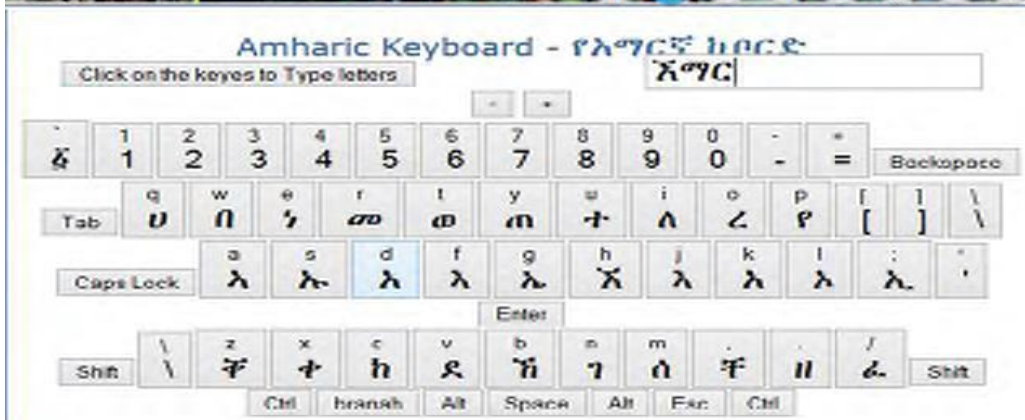 Amharic Keyboard - የአማርኛ ኪቦርድ
Click on the keyes to Type letters ኧማር
- +
` 1 2 3 4 5 6 7 8 9 0 - =
1 2 3 4 5 6 7 8 9 0 - = Backspace
q w e r t y u i o p [ ] \
Tab ሀ በ ነ መ ወ ጠ ተ ለ ረ የ [ ] \
a s d f g h j k l : '
Caps Lock አ ኡ እ ኧ ኢ '
Enter
\ z x c v b n m . . /
Shift \ ቸ ተ ከ ደ ኸ ገ ሰ ቸ ፈ Shift
Ctrl branah Alt Space Alt Esc Ctrl